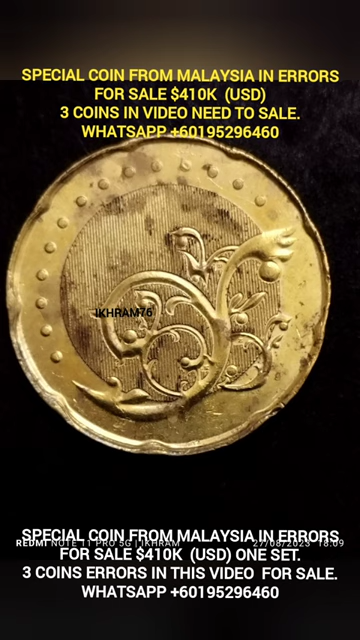 SPECIAL COIN FROM MALAYSIA IN ERRORS
FOR SALE $410K (USD)
3 COINS IN VIDEO NEED TO SALE.
WHATSAPP +60195296460
IKHRAM76
SPECIAL COIN FROM MALAYSIA IN ERRORS
REDMI NOTE 11 PRO 5G | IKHRAM 27/08/2023 18:09
FOR SALE $410K (USD) ONE SET.
3 COINS ERRORS IN THIS VIDEO FOR SALE.
WHATSAPP +60195296460